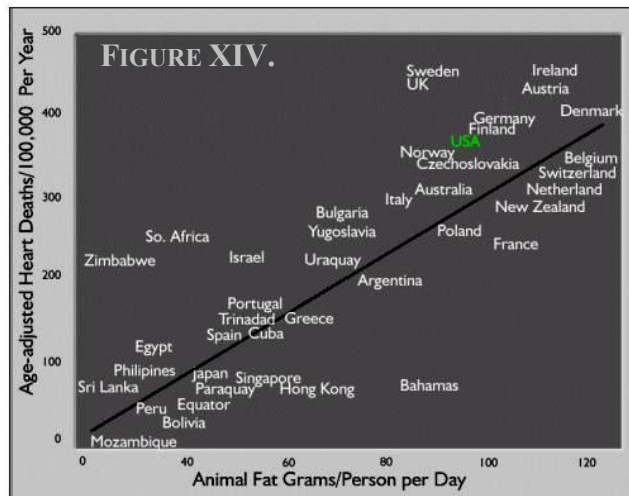 FIGURE XIV.
Age-adjusted Heart Deaths/100,000 Per Year
500
400
300
200
100
0
Sweden
Ireland
UK
Austria
Denmark
Germany
Finland
USA
Norway
Belgium
Czechoslovakia
Switzerland
Australia
Netherland
Italy
New Zealand
Bulgaria
Yugoslavia
Poland
So. Africa
France
Zimbabwe
Israel
Uraquay
Argentina
Portugal
Trinadad
Greece
Spain
Cuba
Egypt
Philipines
japan
Singapore
Sri Lanka
Paraquay
Hong Kong
Bahamas
Peru
Equator
Bolivia
Mozambique
0
40
60
80
100
120
Animal Fat Grams/Person per Day